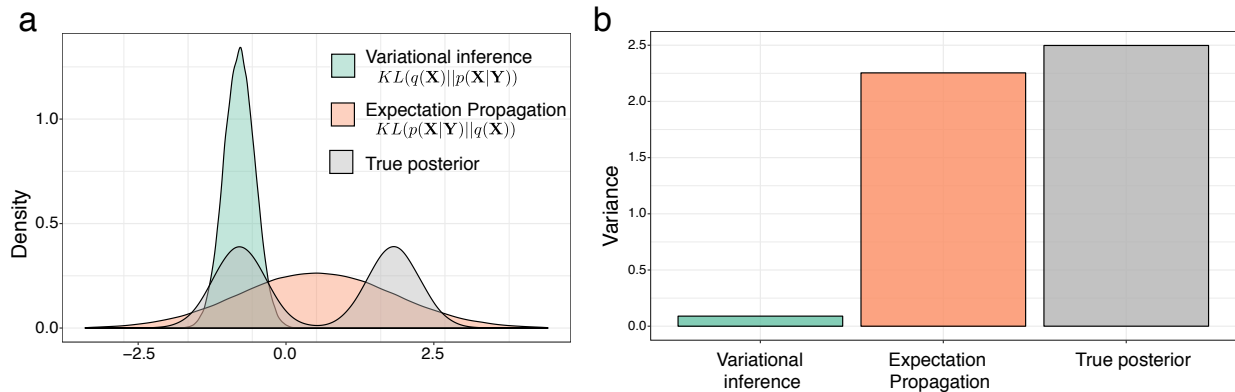 a
Density
1.0
0.5
0.0
−2.5
0.0
2.5
Variational inference
KL(q(X)||p(X|Y))
Expectation Propagation
KL(p(X|Y)||q(X))
True posterior
b
Variance
2.5
2.0
1.5
1.0
0.5
0.0
Variational
inference
Expectation
Propagation
True posterior